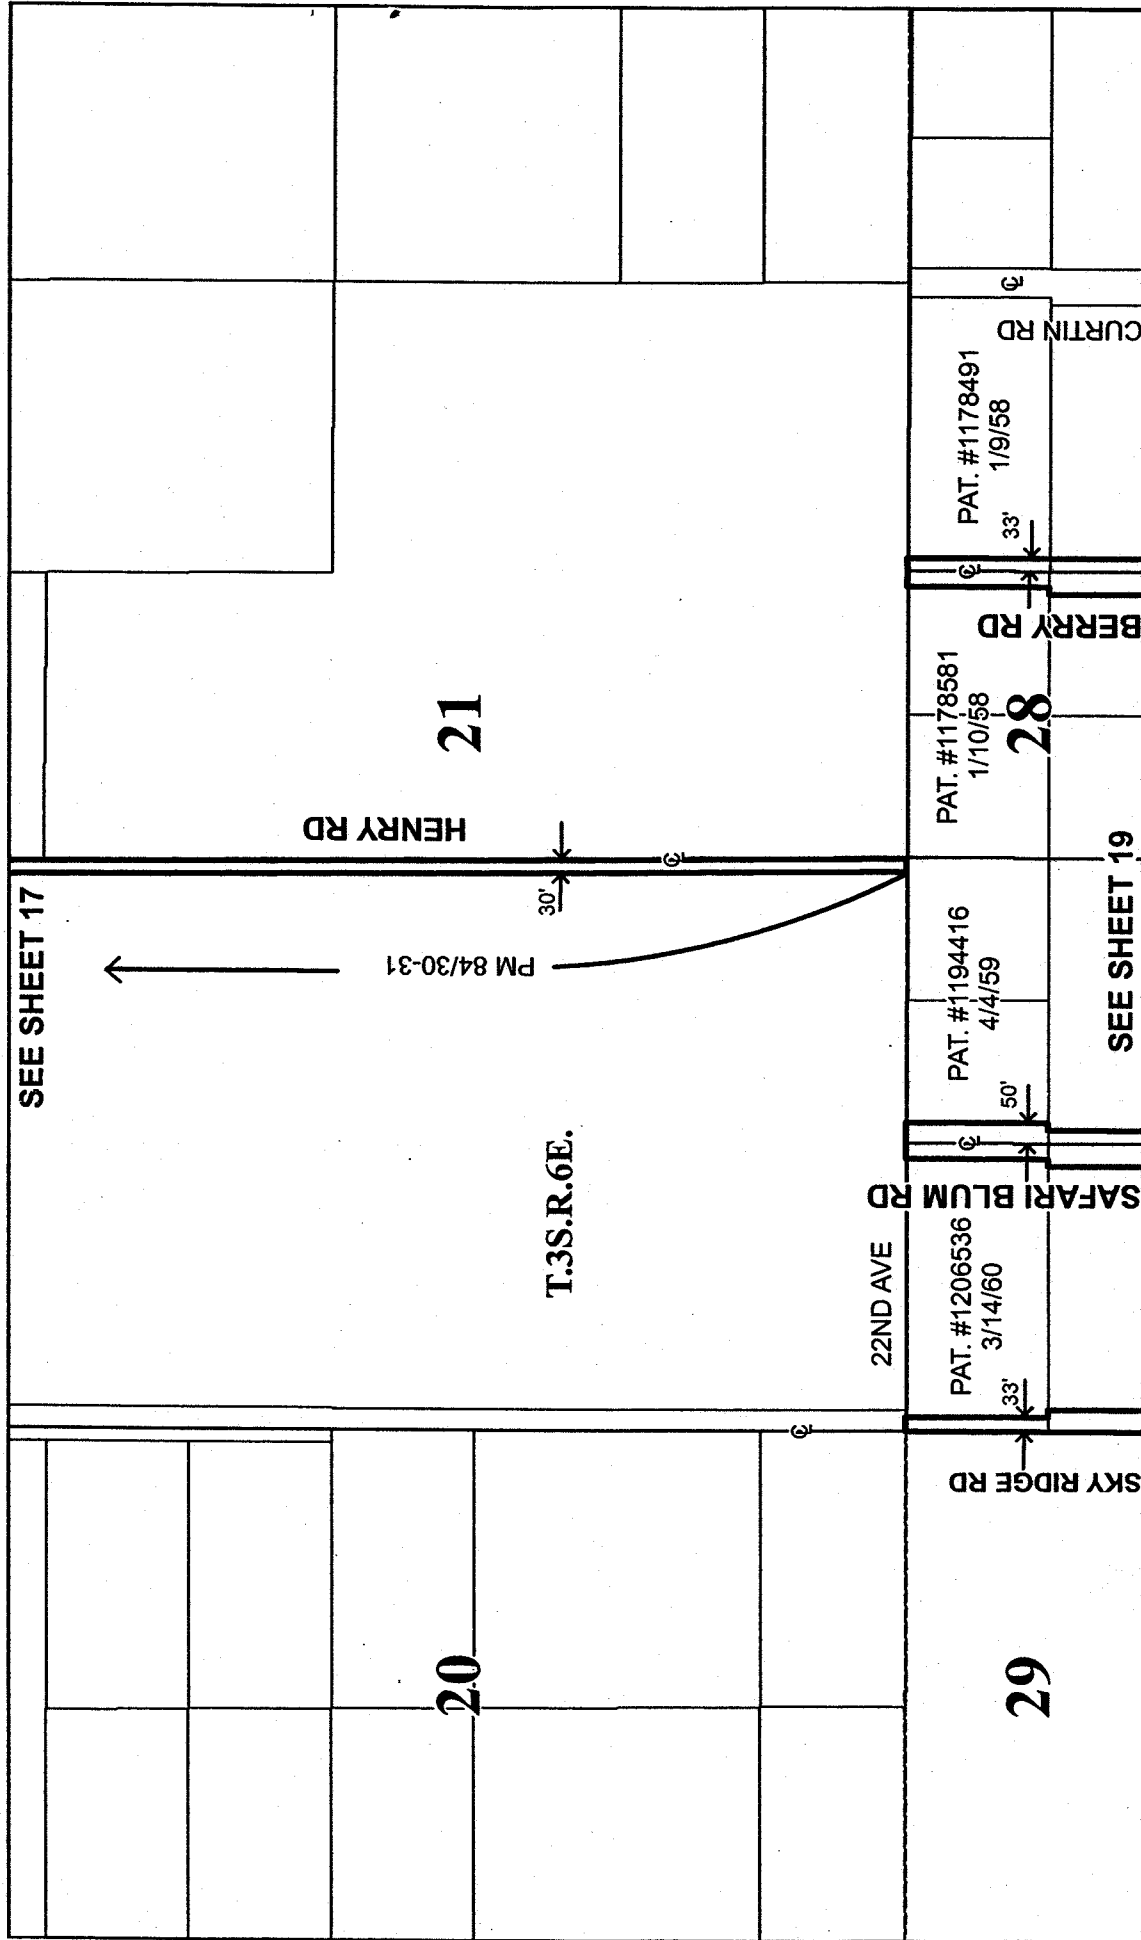 SEE SHEET 17
21
HENRY RD
30'
PM 84/30-31
T.3S.R.6E.
20
22ND AVE
CURTIN RD
PAT. #1178491
1/9/58
33'
BERRY RD
PAT. #1178581
1/10/58
28
PAT. #1194416
4/4/59
50'
SAFARI BLUM RD
PAT. #1206536
3/14/60
33'
SKY RIDGE RD
29
SEE SHEET 19